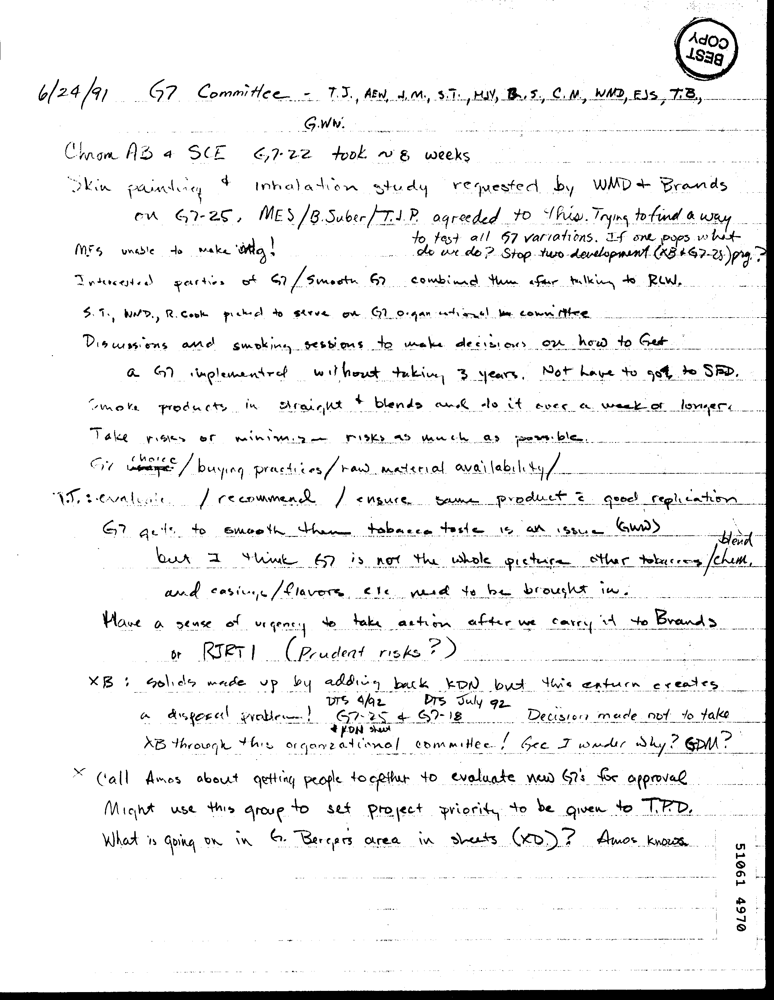 BEST COPY
6/24/91 G7 Committee - T.J., AEW, J.M., S.T., HJY, B.S., C.M., WND, EJS, T.B.,
G.WN.
Chrom AB & SCE G7-22 took ~ 8 weeks
Skin painting & inhalation study requested by WMD + Brands
on G7-25, MES/B.Suber/T.J.P. agreeded to this. Trying to find a way
to test all G7 variations. If one pops what
MFS unable to make
do we do? Stop two development (XB + G7-25) prg.?
Interested parties of G7/Smooth G7 combined them after talking to RLW.
S.T., WND., R.Cook picked to serve on G7 organizational committee
Discussions and smoking sessions to make decisions on how to Get
a G7 implemented without taking 3 years. Not have to go to SFD.
Smoke products in straight & blends and do it over a week or longer.
Take risks or minimize risks as much as possible.
G7 choice / buying practices / raw material availability /
T.J.: evaluate / recommend / ensure same product c̄ good replication
G7 gets to smooth then tobacco taste is an issue (GWD)
blend
but I think G7 is not the whole picture other tobaccos/chem.
and casings/flavors etc need to be brought in.
Have a sense of urgency to take action after we carry it to Brands
or RJRTI (Prudent risks?)
XB: solids made up by adding back KDN but this inturn creates
DTS 4/92 DTS July 92
a disposal problem! G7-25 & G7-18 Decision made not to take
& KDN sheet
XB through this organizational committee! Gee I wonder Why? GDM?
x Call Amos about getting people together to evaluate new G7's for approval
Might use this group to set project priority to be given to T.P.D.
What is going on in G. Bergers area in sheets (XD.)? Amos knows
51061 4970